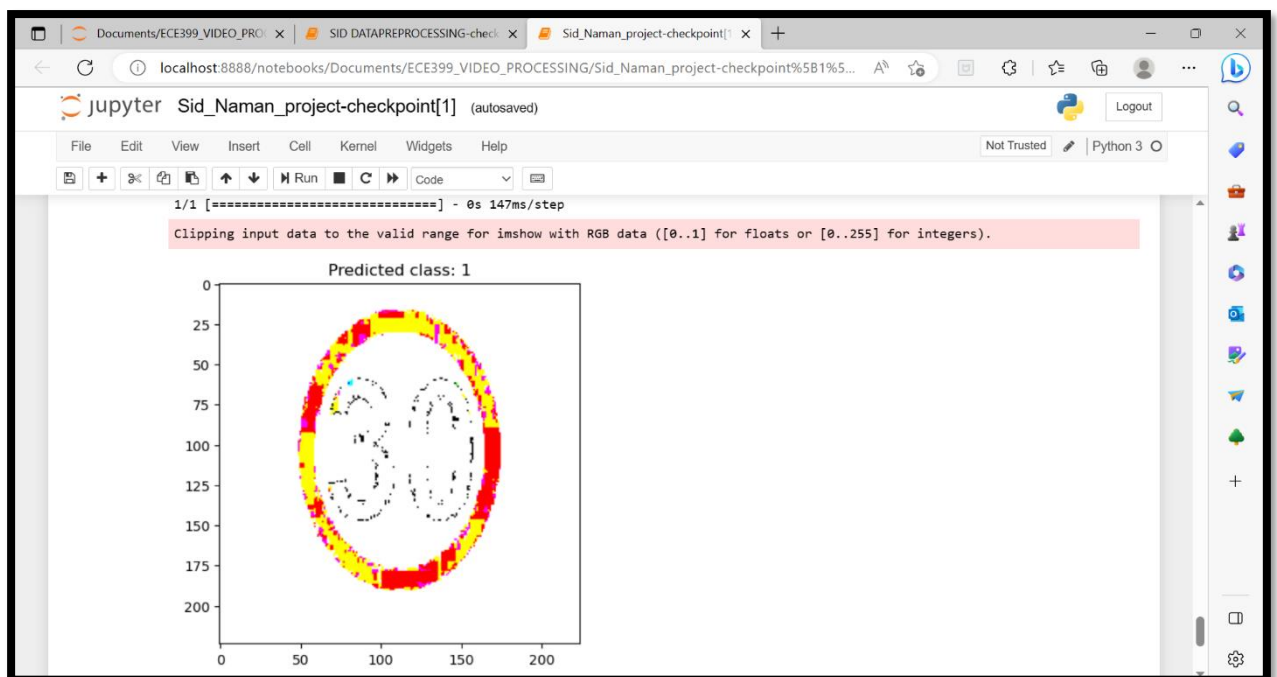 Documents/ECE399_VIDEO_PRO
SID DATAPREPROCESSING-check
Sid_Naman_project-checkpoint[1
localhost:8888/notebooks/Documents/ECE399_VIDEO_PROCESSING/Sid_Naman_project-checkpoint%5B1%5...
jupyter Sid_Naman_project-checkpoint[1] (autosaved)
Logout
File Edit View Insert Cell Kernel Widgets Help
Not Trusted
Python 3
Run
Code
1/1 [==============================] - 0s 147ms/step
Clipping input data to the valid range for imshow with RGB data ([0..1] for floats or [0..255] for integers).
Predicted class: 1
0
25
50
75
100
125
150
175
200
30
0 50 100 150 200